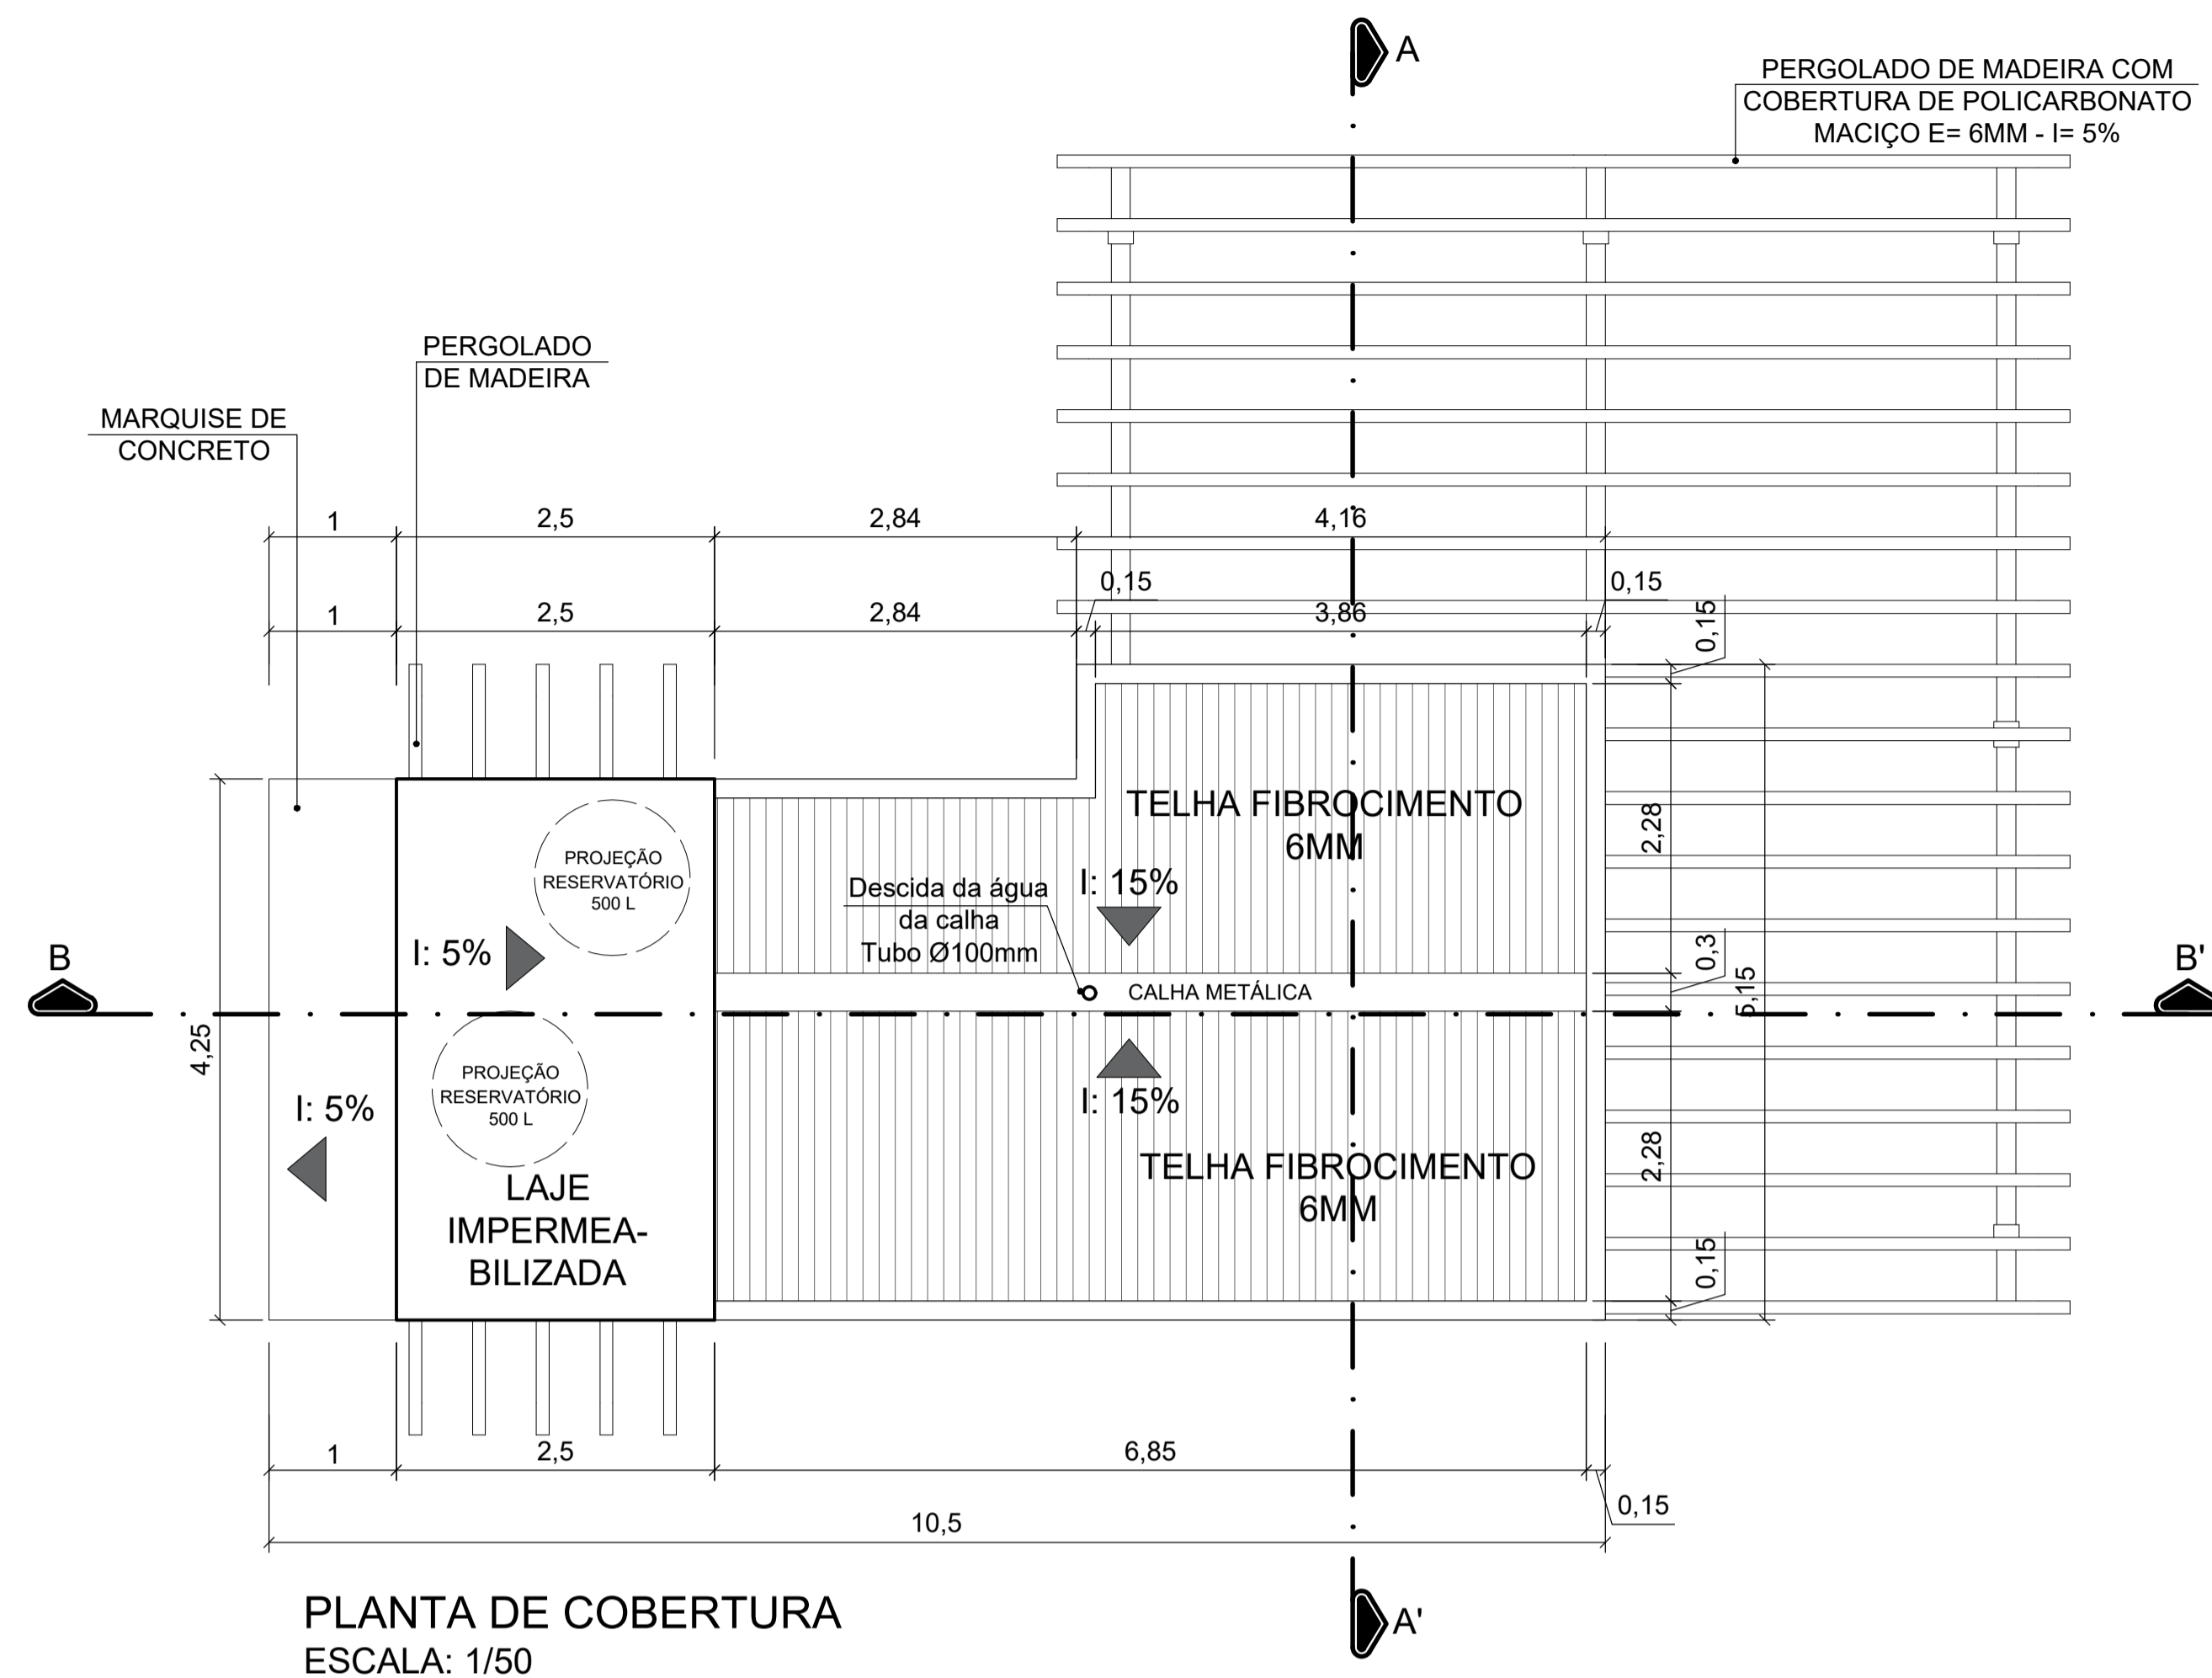 A
PERGOLADO DE MADEIRA COM
COBERTURA DE POLICARBONATO
MACIÇO E= 6MM - I= 5%
PERGOLADO
DE MADEIRA
MARQUISE DE
CONCRETO
1
2,5
2,84
4,16
0,15
0,15
1
2,5
2,84
3,86
0,15
TELHA FIBROCIMENTO
6MM
2,28
PROJEÇÃO
RESERVATÓRIO
500 L
I: 15%
Descida da água
da calha
Tubo Ø100mm
I: 5%
0,3
B
B'
CALHA METÁLICA
5,15
4,25
PROJEÇÃO
RESERVATÓRIO
500 L
I: 5%
I: 15%
TELHA FIBROCIMENTO
6MM
2,28
LAJE
IMPERMEA-
BILIZADA
0,15
1
2,5
6,85
0,15
10,5
PLANTA DE COBERTURA
ESCALA: 1/50
A'